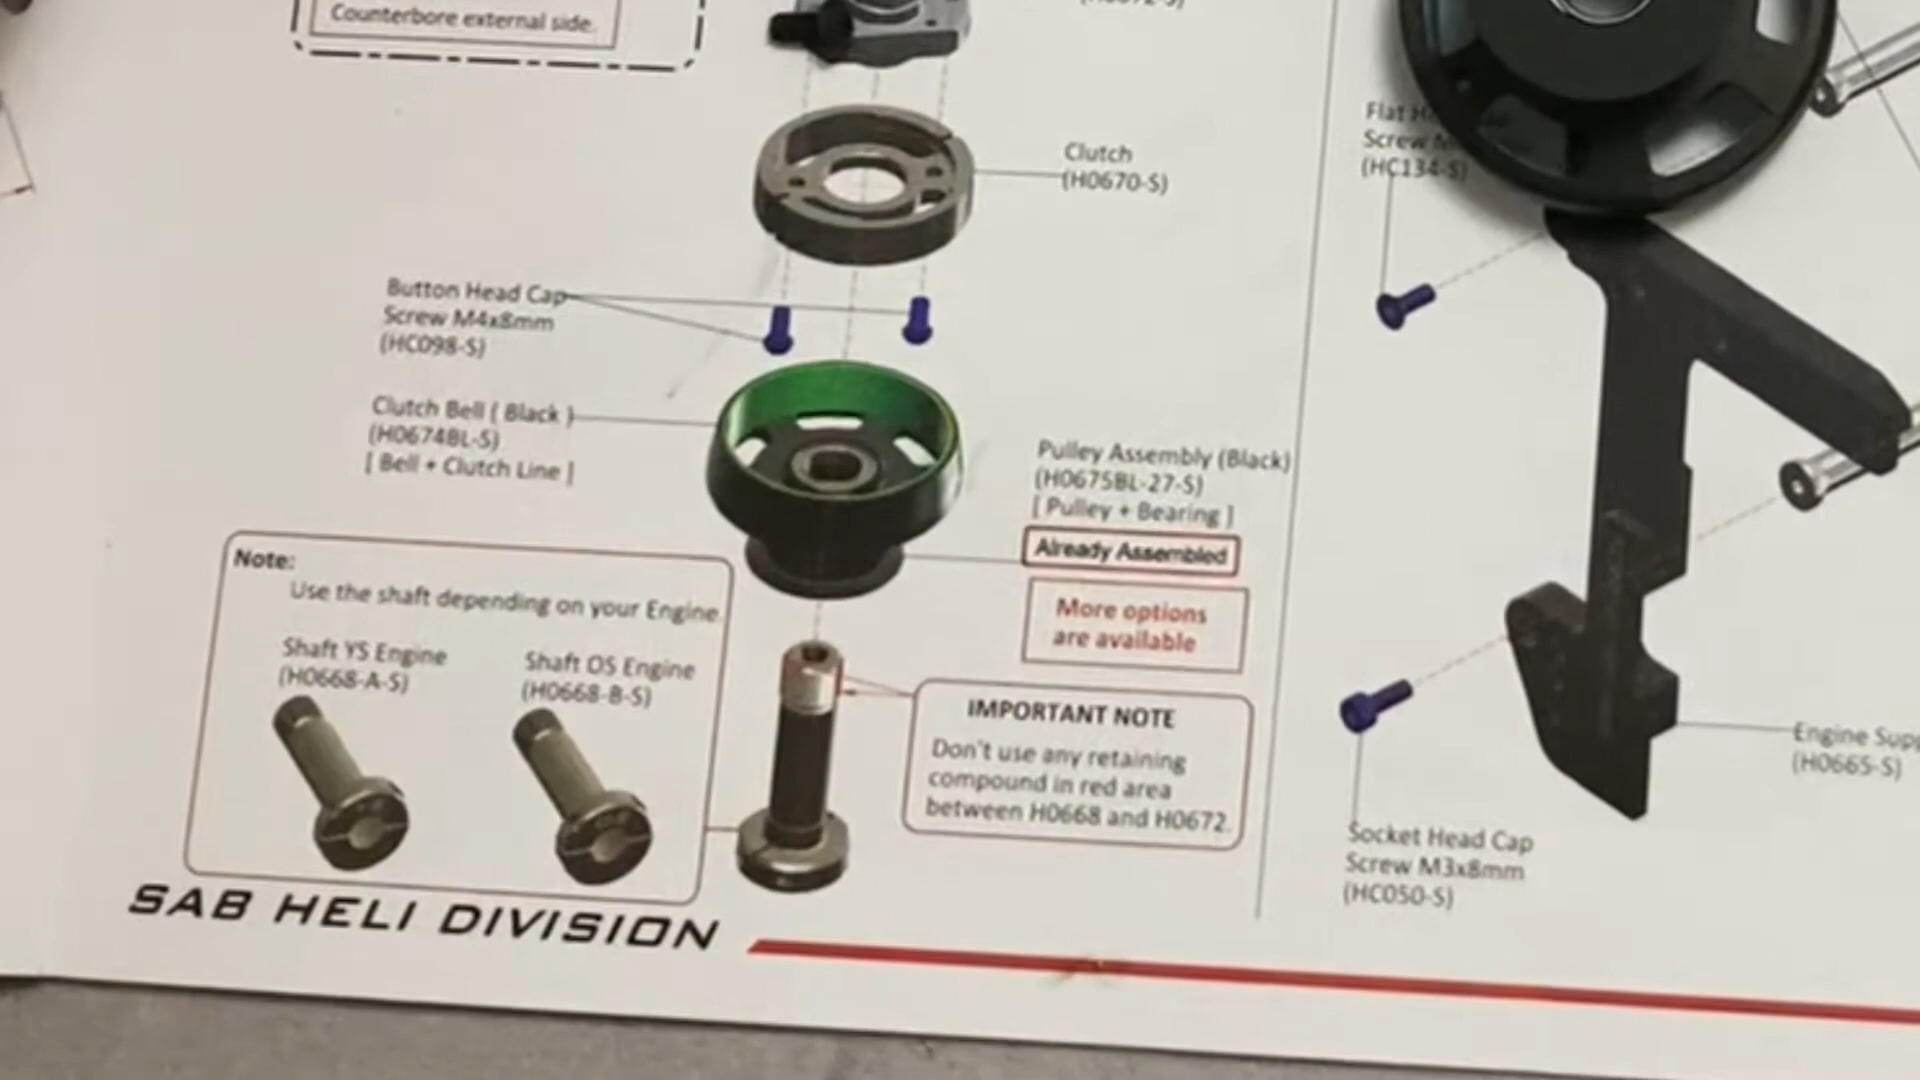 Counterbore external side.
Clutch
(H0670-S)
Button Head Cap
Screw M4x8mm
(HC098-S)
Clutch Bell ( Black )
(H0674BL-S)
[ Bell + Clutch Line ]
Pulley Assembly (Black)
(H0675BL-27-S)
[ Pulley + Bearing ]
Already Assembled
More options
are available
Note:
Use the shaft depending on your Engine
Shaft YS Engine
(H0668-A-S)
Shaft OS Engine
(H0668-B-S)
IMPORTANT NOTE
Don't use any retaining
compound in red area
between H0668 and H0672.
SAB HELI DIVISION
Flat
Screw
(HC134-S)
Engine
(H0665-S)
Socket Head Cap
Screw M3x8mm
(HC050-S)